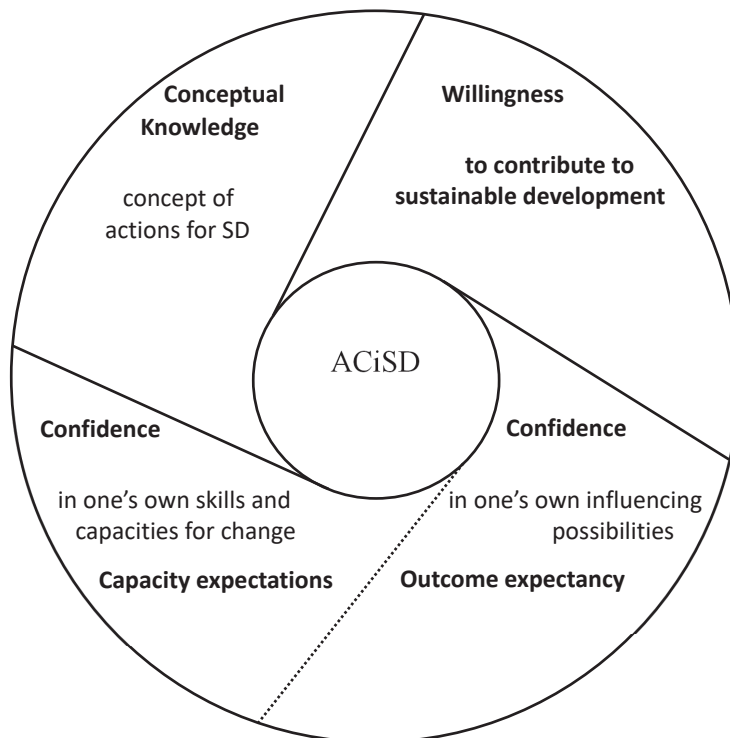 Conceptual
Knowledge
concept of
actions for SD
Willingness
to contribute to
sustainable development
ACiSD
Confidence
in one’s own skills and
capacities for change
Capacity expectations
Confidence
in one’s own influencing
possibilities
Outcome expectancy